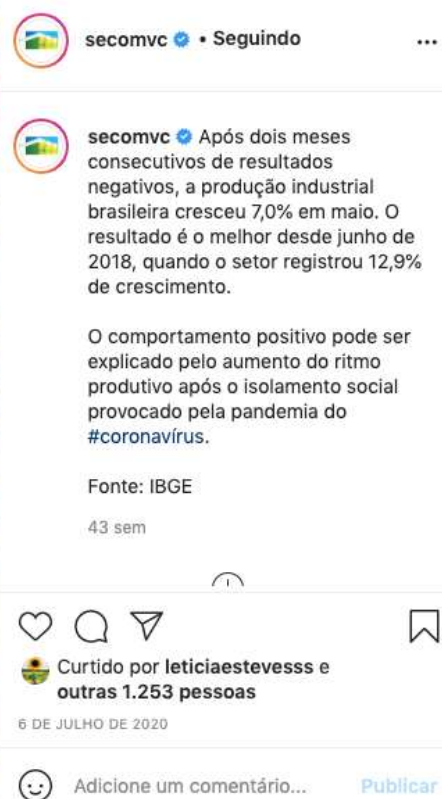 secomvc • Seguindo
secomvc Após dois meses
consecutivos de resultados
negativos, a produção industrial
brasileira cresceu 7,0% em maio. O
resultado é o melhor desde junho de
2018, quando o setor registrou 12,9%
de crescimento.
O comportamento positivo pode ser
explicado pelo aumento do ritmo
produtivo após o isolamento social
provocado pela pandemia do
#coronavírus.
Fonte: IBGE
43 sem
Curtido por leticiaestevesss e
outras 1.253 pessoas
6 DE JULHO DE 2020
Adicione um comentário... Publicar